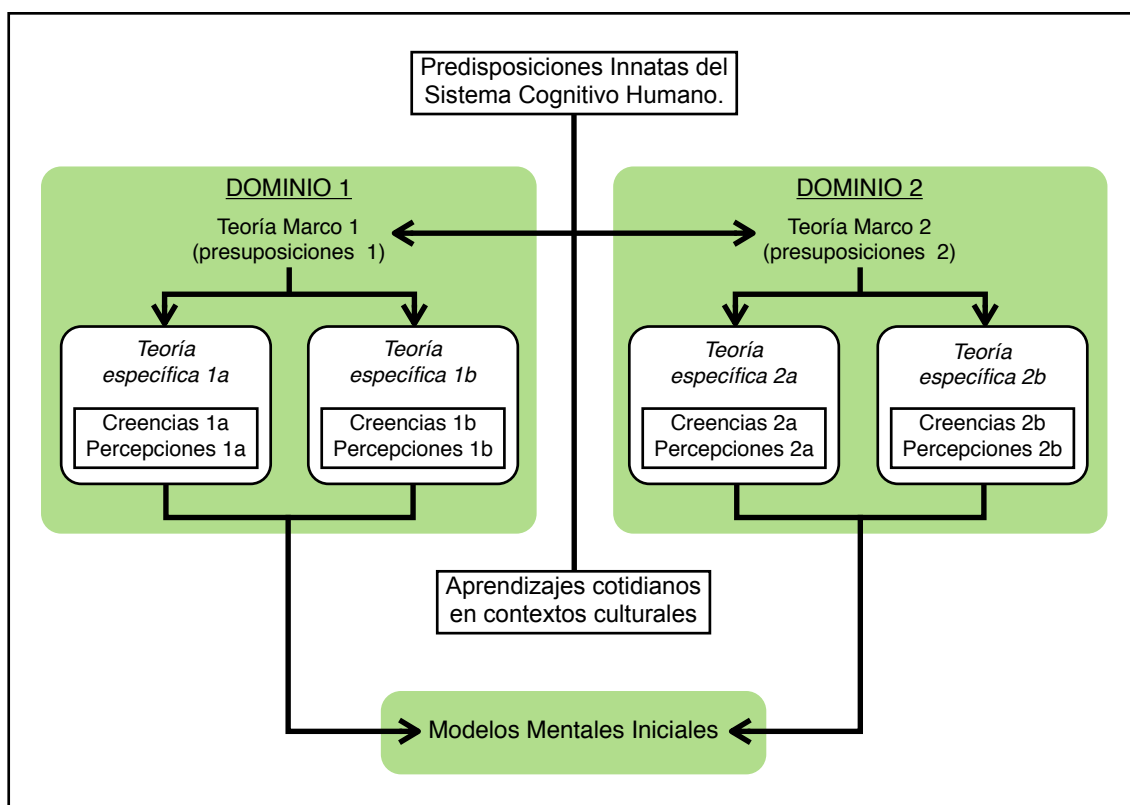 Predisposiciones Innatas del
Sistema Cognitivo Humano.
DOMINIO 1
Teoría Marco 1
(presuposiciones 1)
Teoría
específica 1a
Creencias 1a
Percepciones 1a
Teoría
específica 1b
Creencias 1b
Percepciones 1b
DOMINIO 2
Teoría Marco 2
(presuposiciones 2)
Teoría
específica 2a
Creencias 2a
Percepciones 2a
Teoría
específica 2b
Creencias 2b
Percepciones 2b
Aprendizajes cotidianos
en contextos culturales
Modelos Mentales Iniciales